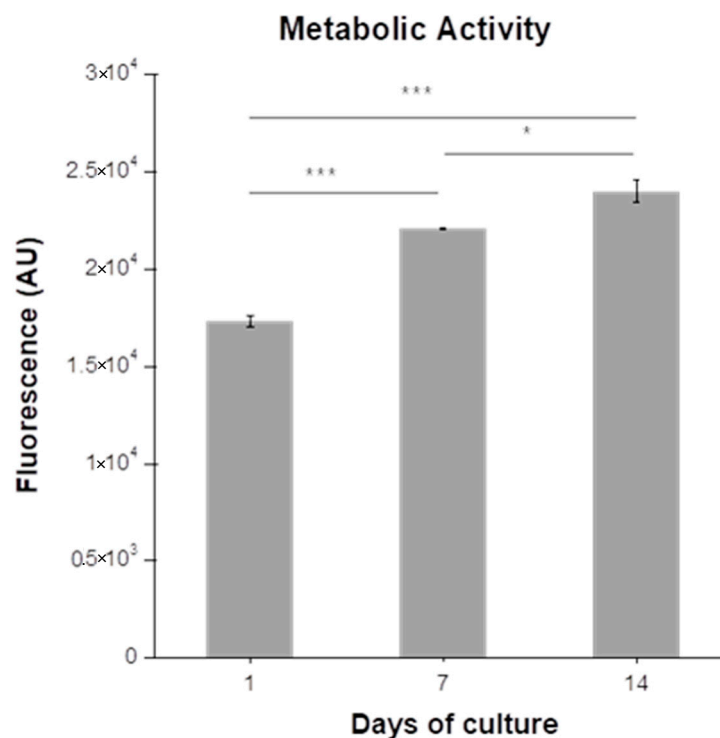 Metabolic Activity
3×10⁴
***
*
2.5×10⁴
***
2×10⁴
1.5×10⁴
1×10⁴
0.5×10³
0
Fluorescence (AU)
1 7 14
Days of culture